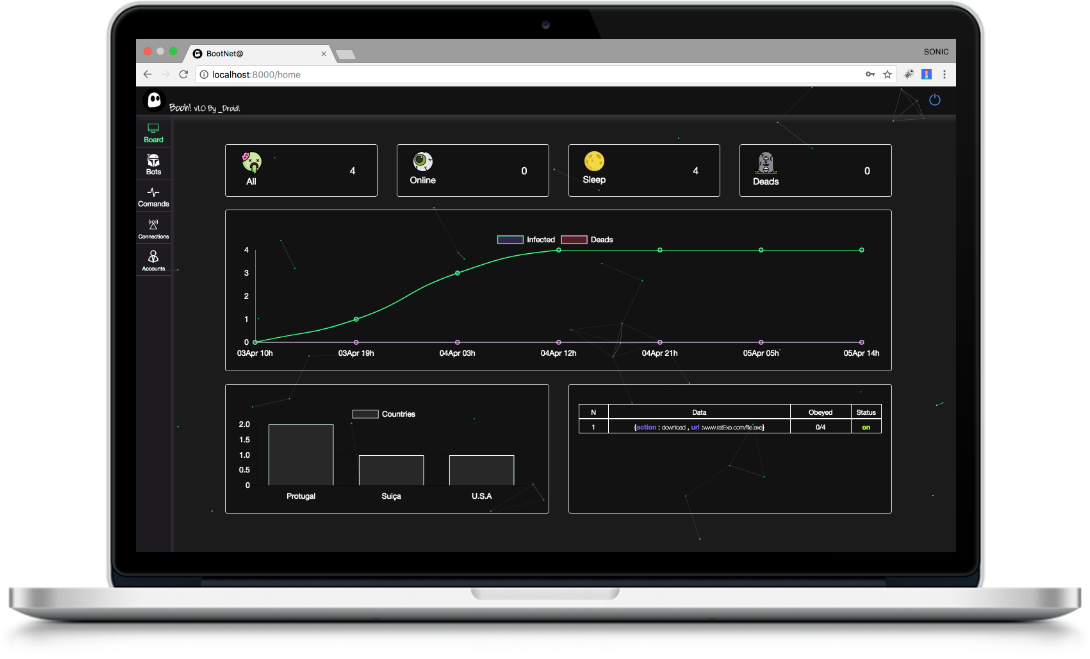 BootNet@
SONIC
localhost:8000/home
Booh! v1.0 By _Droid\
Board
Bots
Comands
Connections
Accounts
All 4
Online 0
Sleep 4
Deads 0
Infected Deads
4
3
2
1
0
03Apr 10h 03Apr 19h 04Apr 03h 04Apr 12h 04Apr 21h 05Apr 05h 05Apr 14h
Countries
2.0
1.5
1.0
0.5
0
Protugal Suiça U.S.A
N Data Obeyed Status
1 {action : download , url :www.ratExe.com/file.exe} 0/4 on